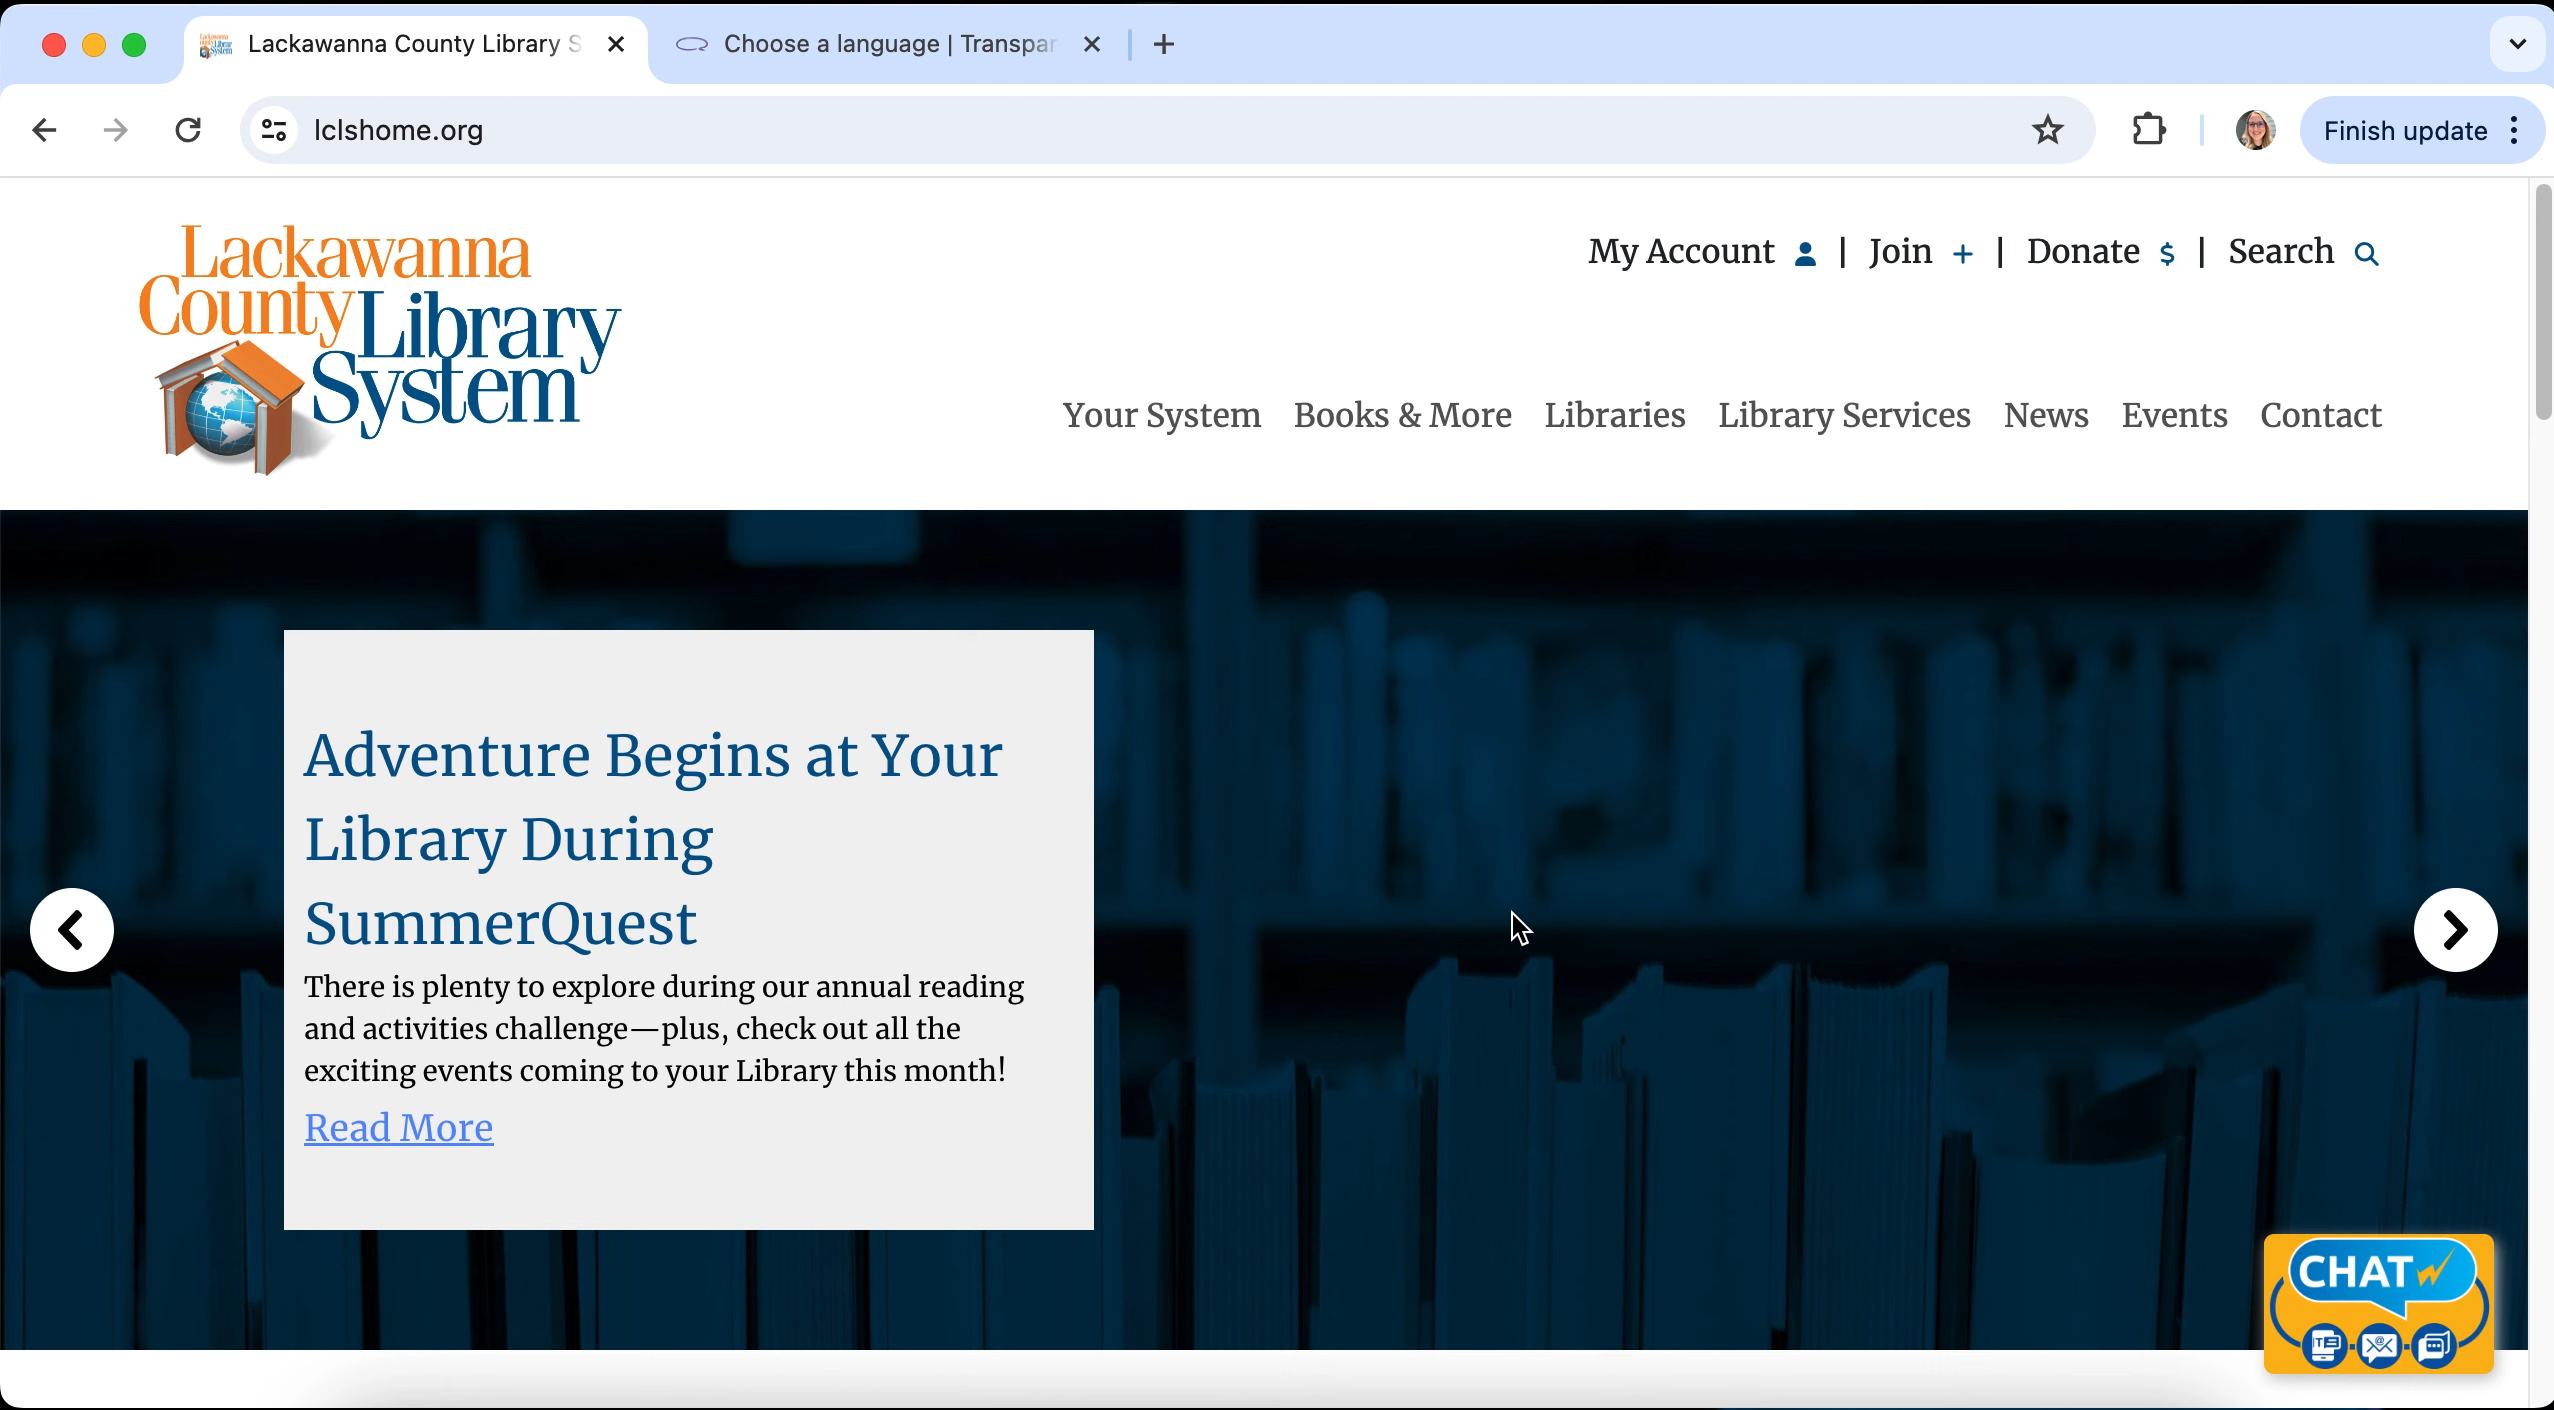 Lackawanna County Library S
Choose a language | Transpar
lclshome.org
Finish update
Lackawanna
County Library
System
My Account | Join + | Donate $ | Search
Your System Books & More Libraries Library Services News Events Contact
Adventure Begins at Your
Library During
SummerQuest
There is plenty to explore during our annual reading
and activities challenge—plus, check out all the
exciting events coming to your Library this month!
Read More
CHAT